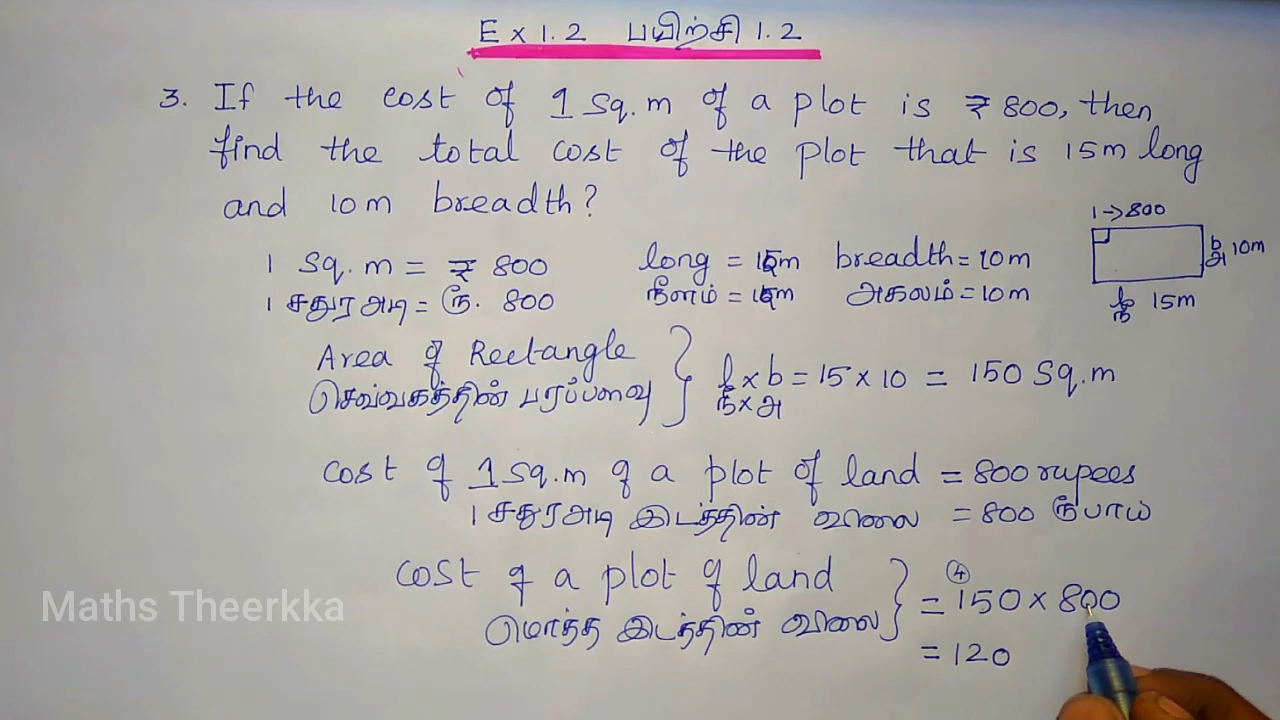 Ex 1.2 பயிற்சி 1.2
3. If the cost of 1 sq.m of a plot is ₹ 800, then
find the total cost of the plot that is 15m long
and 10m breadth?
1→800
b 10m
அ
l 15m
நீ
1 sq.m = ₹ 800 long = 15m breadth = 10m
1 சதுரஅடி = ரூ. 800 நீளம் = 15m அகலம் = 10m
Area of Rectangle
செவ்வகத்தின் பரப்பளவு } l x b = 15 x 10 = 150 sq.m
நீ x அ
cost of 1 sq.m of a plot of land = 800 rupees
1 சதுரஅடி இடத்தின் விலை = 800 ரூபாய்
cost of a plot of land
மொத்த இடத்தின் விலை } = 150 x 800
④
= 120
Maths Theerkka